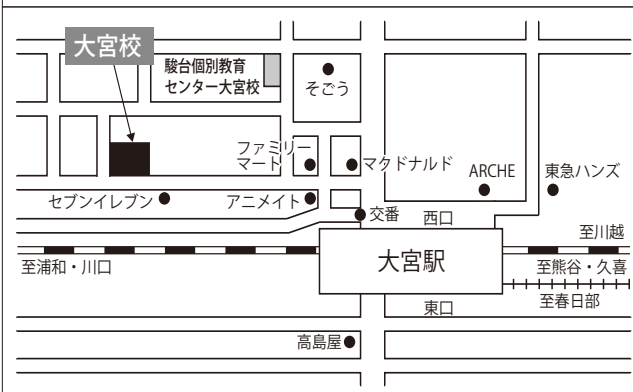 大宮校
駿台個別教育
センター大宮校
そごう
ファミリー
マート
マクドナルド
ARCHE
東急ハンズ
セブンイレブン
アニメイト
交番
西口
至川越
至浦和・川口
大宮駅
至熊谷・久喜
至春日部
東口
高島屋